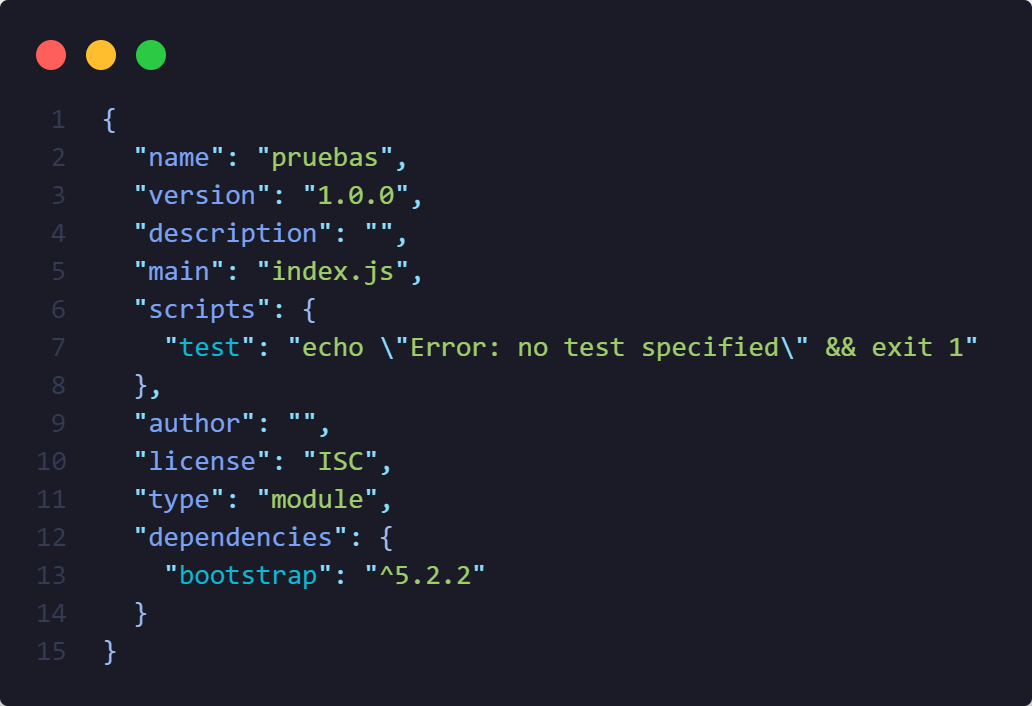 1 {
2   "name": "pruebas",
3   "version": "1.0.0",
4   "description": "",
5   "main": "index.js",
6   "scripts": {
7     "test": "echo \"Error: no test specified\" && exit 1"
8   },
9   "author": "",
10   "license": "ISC",
11   "type": "module",
12   "dependencies": {
13     "bootstrap": "^5.2.2"
14   }
15 }